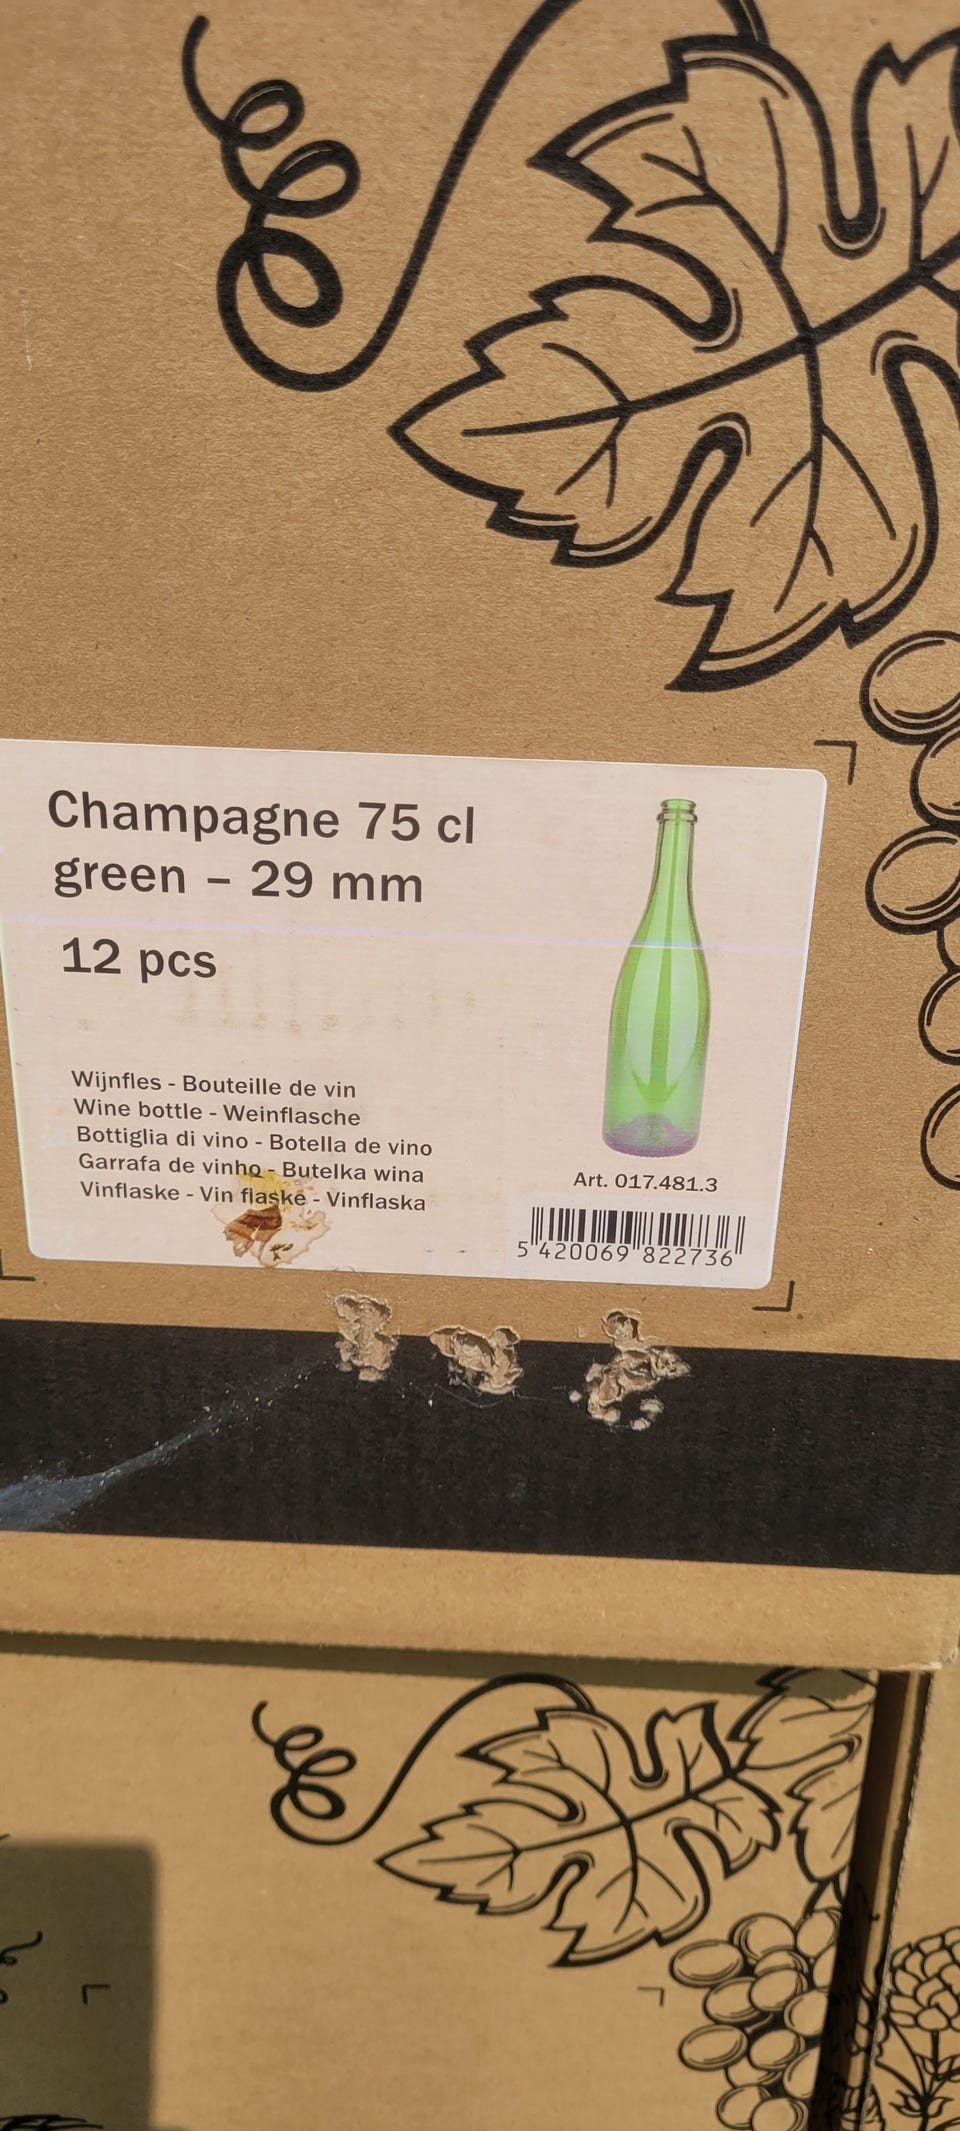 Champagne 75 cl
green – 29 mm
12 pcs
Wijnfles - Bouteille de vin
Wine bottle - Weinflasche
Bottiglia di vino - Botella de vino
Garrafa de vinho - Butelka wina
Vinflaske - Vin flaske - Vinflaska
Art. 017.481.3
5 420069 822736